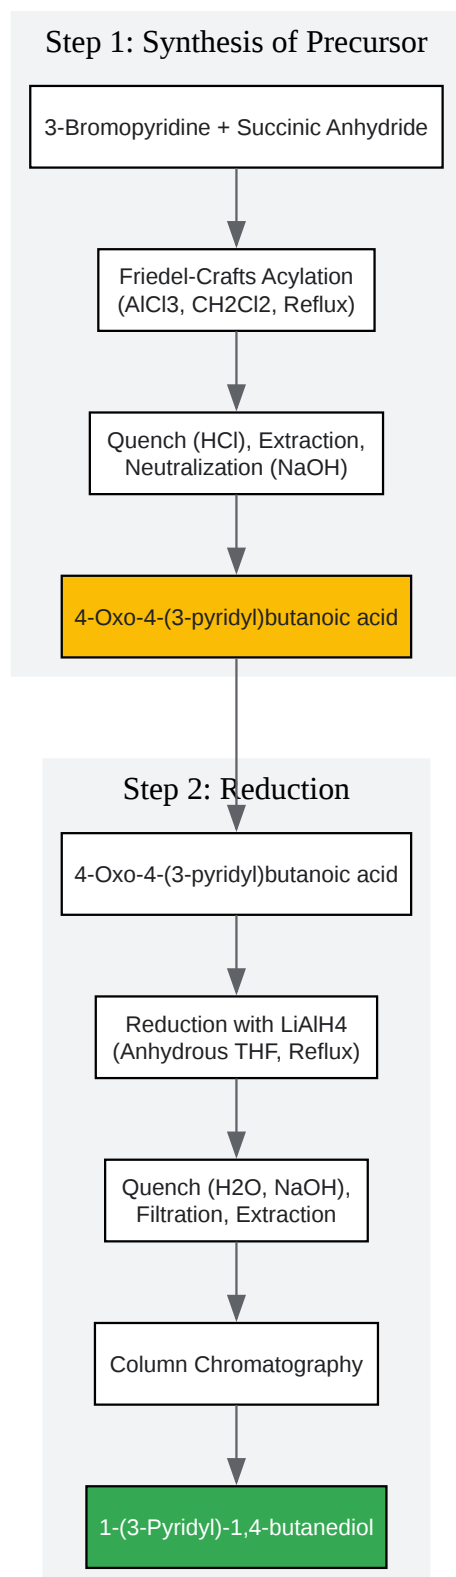 Step 1: Synthesis of Precursor
3-Bromopyridine + Succinic Anhydride
Friedel-Crafts Acylation
(AlCl3, CH2Cl2, Reflux)
Quench (HCl), Extraction,
Neutralization (NaOH)
4-Oxo-4-(3-pyridyl)butanoic acid
Step 2: Reduction
4-Oxo-4-(3-pyridyl)butanoic acid
Reduction with LiAlH4
(Anhydrous THF, Reflux)
Quench (H2O, NaOH),
Filtration, Extraction
Column Chromatography
1-(3-Pyridyl)-1,4-butanediol